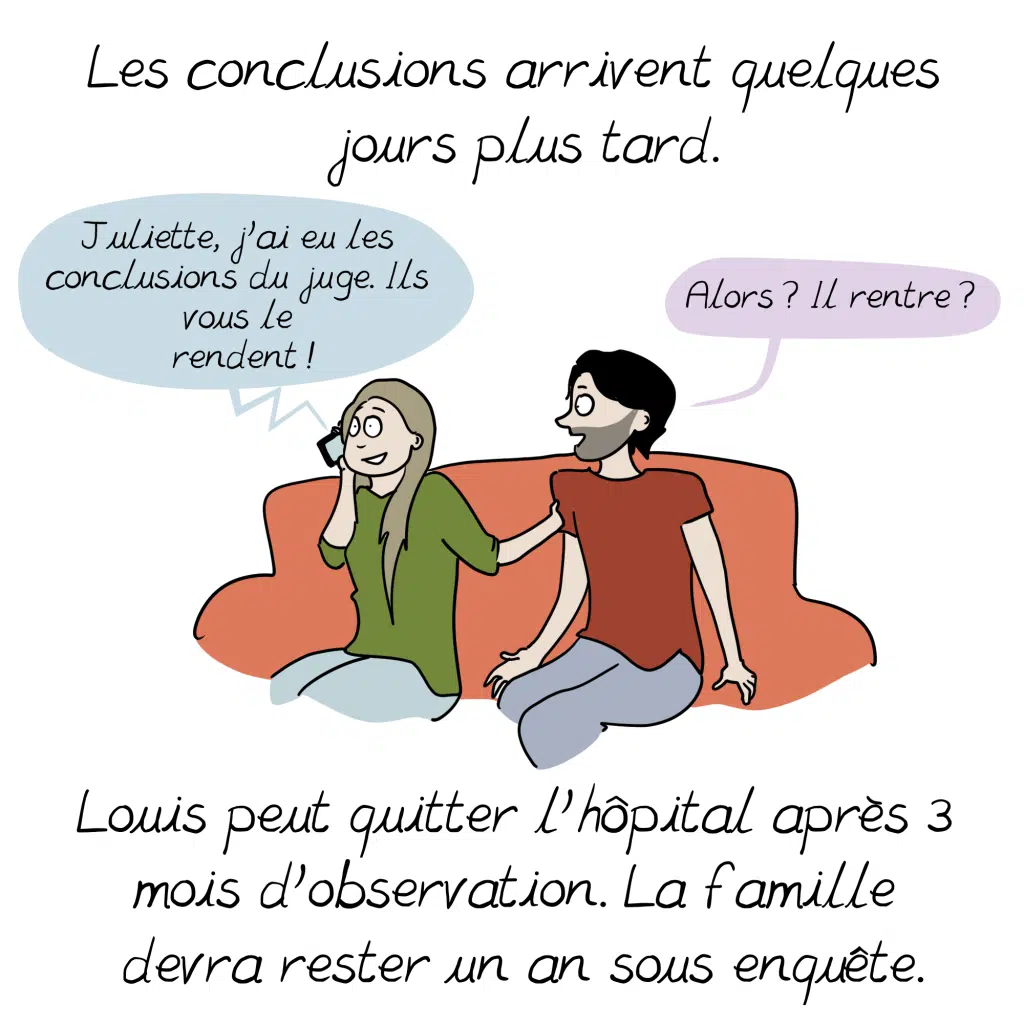 Les conclusions arrivent quelques
jours plus tard.
Juliette, j'ai eu les
conclusions du juge. Ils
vous le
rendent !
Alors ? Il rentre ?
Louis peut quitter l'hôpital après 3
mois d'observation. La famille
devra rester un an sous enquête.